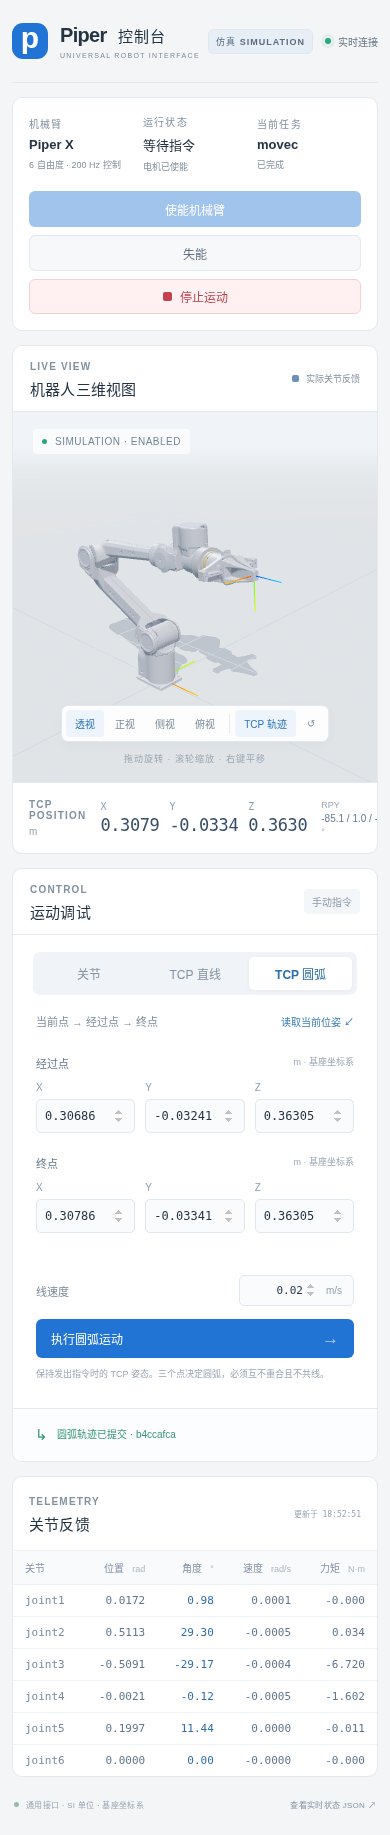 p
Piper 控制台
UNIVERSAL ROBOT INTERFACE
仿真 SIMULATION
实时连接
机械臂 运行状态 当前任务
Piper X 等待指令 movec
6 自由度 · 200 Hz 控制 电机已使能 已完成
使能机械臂
失能
停止运动
LIVE VIEW
机器人三维视图
实际关节反馈
SIMULATION · ENABLED
透视 正视 侧视 俯视 TCP 轨迹 ↺
拖动旋转 · 滚轮缩放 · 右键平移
TCP POSITION
m
X Y Z RPY
0.3079 -0.0334 0.3630 -85.1 / 1.0 / -
°
CONTROL
运动调试
手动指令
关节 TCP 直线 TCP 圆弧
当前点 → 经过点 → 终点
读取当前位姿 ↙
经过点 m · 基座坐标系
X Y Z
0.30686 -0.03241 0.36305
终点 m · 基座坐标系
X Y Z
0.30786 -0.03341 0.36305
线速度 0.02 m/s
执行圆弧运动 →
保持发出指令时的 TCP 姿态。三个点决定圆弧，必须互不重合且不共线。
↳ 圆弧轨迹已提交 · b4ccafca
TELEMETRY
关节反馈
更新于 18:52:51
关节 位置 rad 角度 ° 速度 rad/s 力矩 N·m
joint1 0.0172 0.98 0.0001 -0.000
joint2 0.5113 29.30 -0.0005 0.034
joint3 -0.5091 -29.17 -0.0004 -6.720
joint4 -0.0021 -0.12 -0.0005 -1.602
joint5 0.1997 11.44 0.0000 -0.011
joint6 0.0000 0.00 -0.0000 -0.000
通用接口 · SI 单位 · 基座坐标系
查看实时状态 JSON ↗